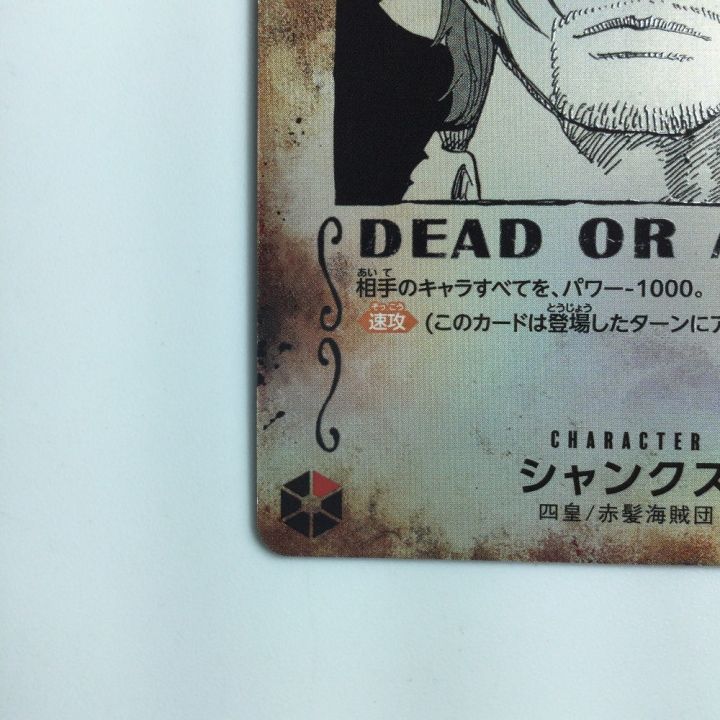 DEAD OR A
相手のキャラすべてを、パワー-1000。
速攻 (このカードは登場したターンにア
CHARACTER
シャンクス
四皇/赤髪海賊団